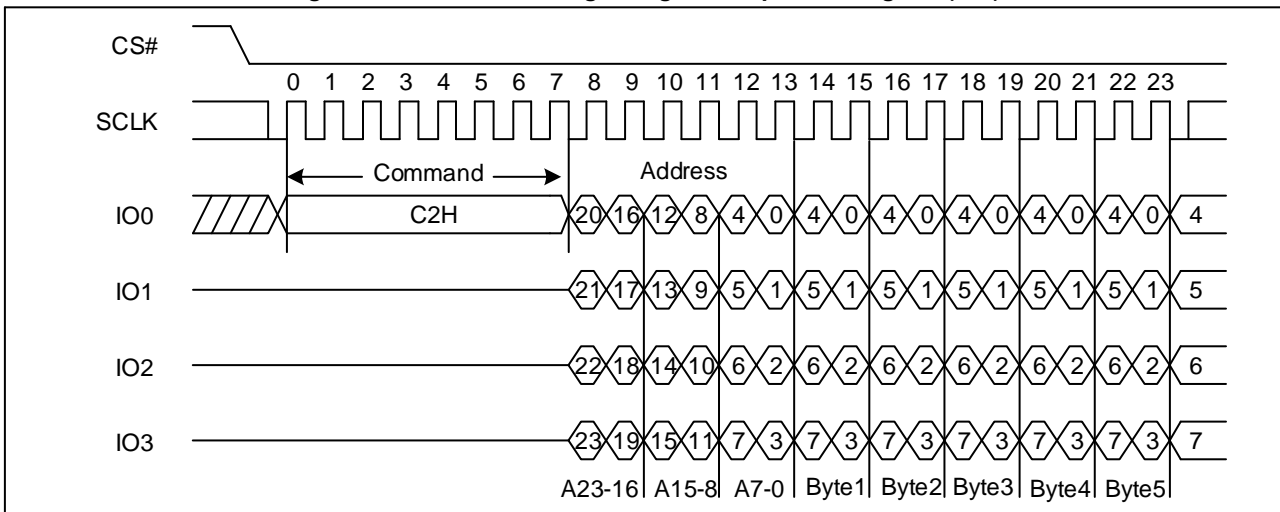 CS#
0 1 2 3 4 5 6 7 8 9 10 11 12 13 14 15 16 17 18 19 20 21 22 23
SCLK
Command Address
IO0 C2H 20 16 12 8 4 0 4 0 4 0 4 0 4 0 4 0 4
IO1 21 17 13 9 5 1 5 1 5 1 5 1 5 1 5 1 5
IO2 22 18 14 10 6 2 6 2 6 2 6 2 6 2 6 2 6
IO3 23 19 15 11 7 3 7 3 7 3 7 3 7 3 7 3 7
A23-16 A15-8 A7-0 Byte1 Byte2 Byte3 Byte4 Byte5